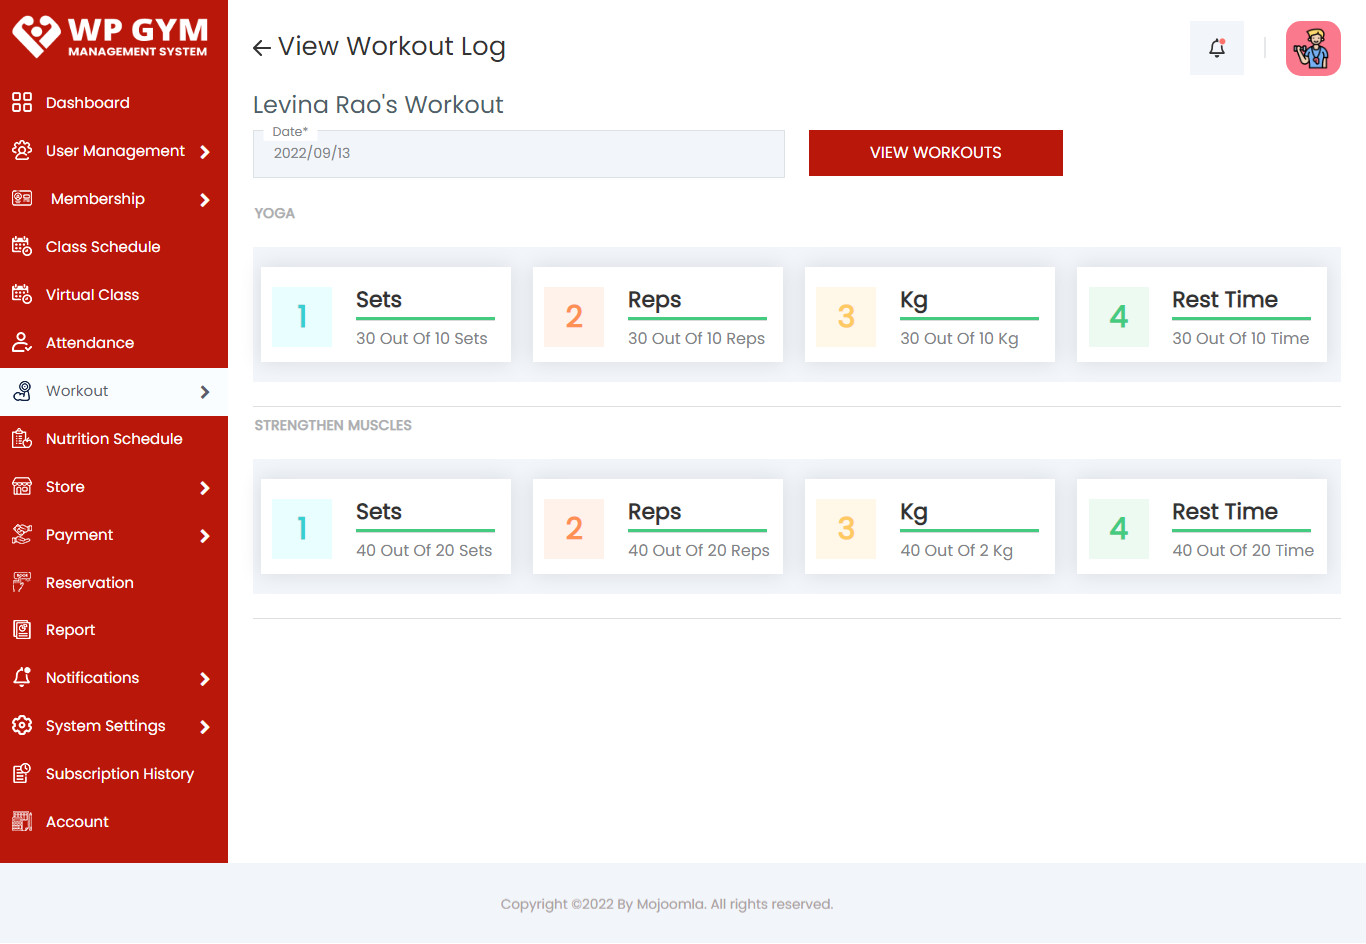 WP GYM
MANAGEMENT SYSTEM
Dashboard
User Management
Membership
Class Schedule
Virtual Class
Attendance
Workout
Nutrition Schedule
Store
Payment
Reservation
Report
Notifications
System Settings
Subscription History
Account
View Workout Log
Levina Rao's Workout
Date*
2022/09/13
VIEW WORKOUTS
YOGA
1 Sets 2 Reps 3 Kg 4 Rest Time
30 Out Of 10 Sets 30 Out Of 10 Reps 30 Out Of 10 Kg 30 Out Of 10 Time
STRENGTHEN MUSCLES
1 Sets 2 Reps 3 Kg 4 Rest Time
40 Out Of 20 Sets 40 Out Of 20 Reps 40 Out Of 2 Kg 40 Out Of 20 Time
Copyright ©2022 By Mojoomla. All rights reserved.